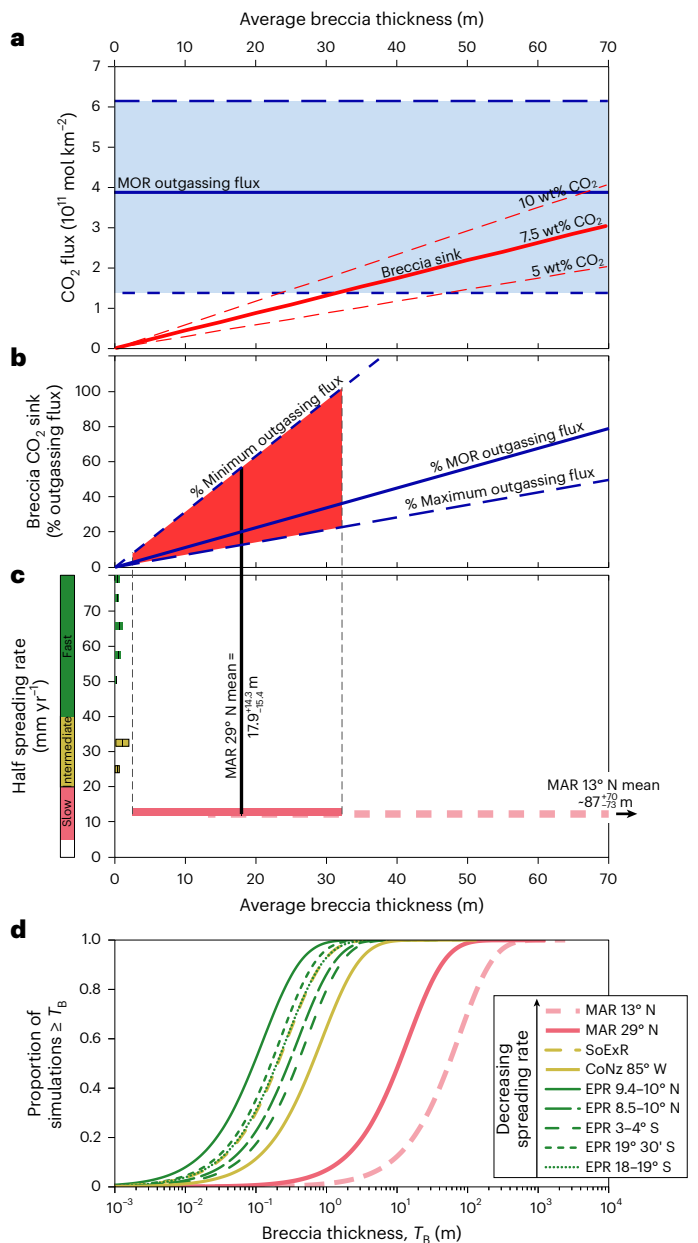 a
Average breccia thickness (m)
0 10 20 30 40 50 60 70
7
6
5
4
3
2
1
0
CO₂ flux (10¹¹ mol km⁻²)
MOR outgassing flux
10 wt% CO₂
7.5 wt% CO₂
Breccia sink
5 wt% CO₂
b
100
80
60
40
20
0
Breccia CO₂ sink
(% outgassing flux)
% Minimum outgassing flux
% MOR outgassing flux
% Maximum outgassing flux
c
70
60
50
40
30
20
10
0
Half spreading rate
(mm yr⁻¹)
Fast
Intermediate
Slow
MAR 29° N mean =
17.9 +14.3 −15.4 m
MAR 13° N mean
-87 +70 −73 m
0 10 20 30 40 50 60 70
Average breccia thickness (m)
d
1.0
0.8
0.6
0.4
0.2
0
Proportion of
simulations ≥ T_B
Decreasing
spreading rate
MAR 13° N
MAR 29° N
SoExR
CoNz 85° W
EPR 9.4–10° N
EPR 8.5–10° N
EPR 3–4° S
EPR 19° 30' S
EPR 18–19° S
10⁻³ 10⁻² 10⁻¹ 10⁰ 10¹ 10² 10³ 10⁴
Breccia thickness, T_B (m)